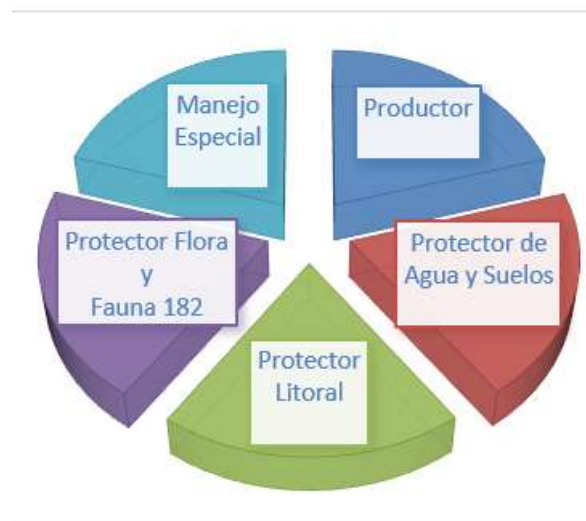 Manejo
Especial
Productor
Protector Flora
y
Fauna 182
Protector de
Agua y Suelos
Protector
Litoral